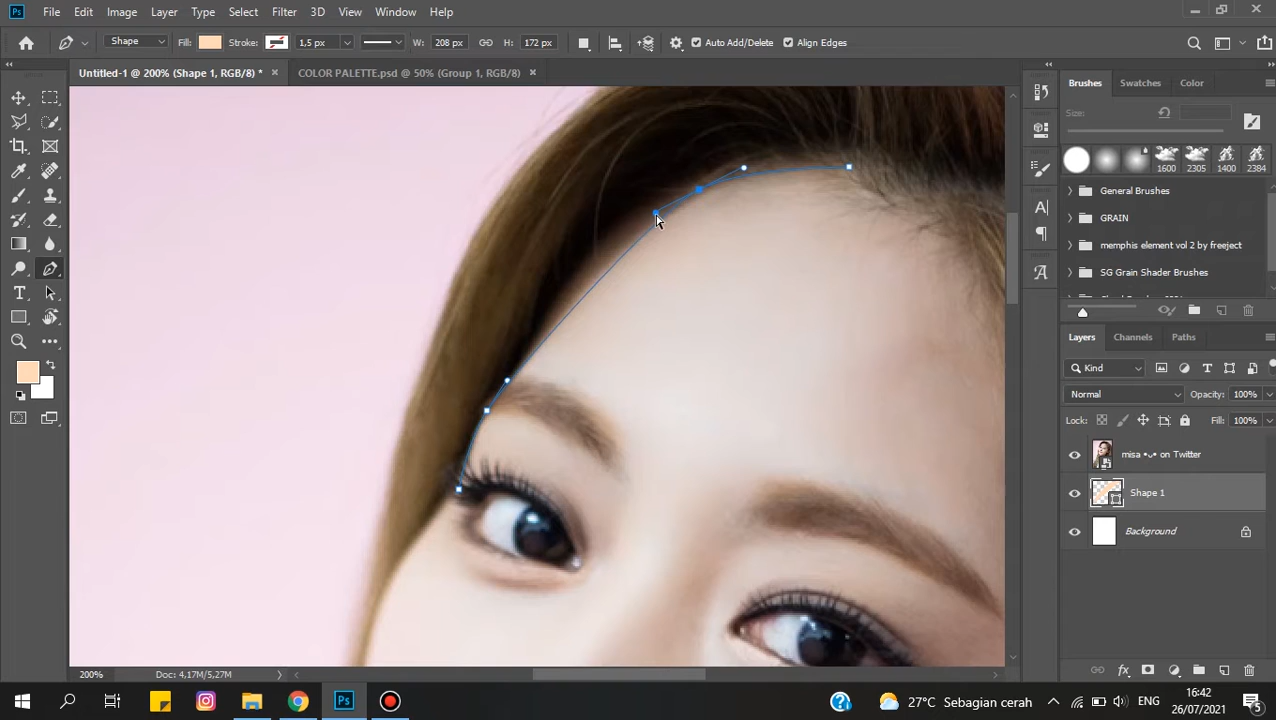 Ps File Edit Image Layer Type Select Filter 3D View Window Help
Shape Fill: Stroke: 1,5 px W: 208 px H: 172 px Auto Add/Delete Align Edges
Untitled-1 @ 200% (Shape 1, RGB/8) * × COLOR PALETTE.psd @ 50% (Group 1, RGB/8) ×
Brushes Swatches Color
Size:
1600 2305 1400 2384
General Brushes
GRAIN
memphis element vol 2 by freeject
SG Grain Shader Brushes
Layers Channels Paths
Kind
Normal Opacity: 100%
Lock: Fill: 100%
misa •ᴗ• on Twitter
Shape 1
Background
200% Doc: 4,17M/5,27M
Ps 27°C Sebagian cerah ENG 16:42
26/07/2021 5